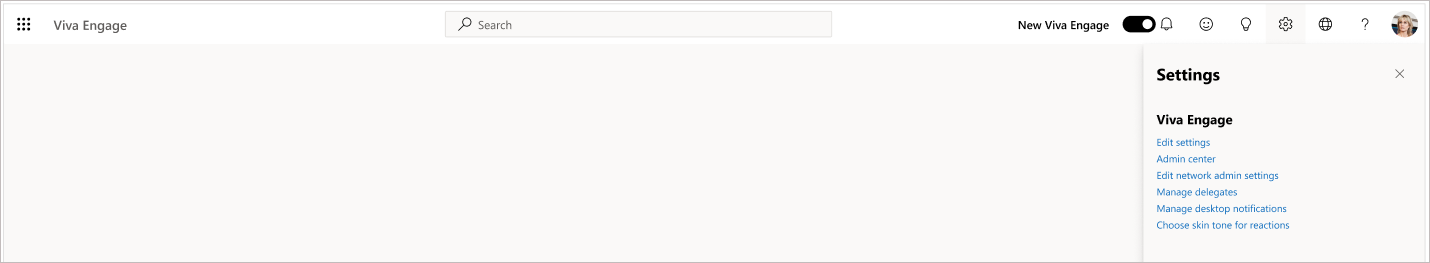 Viva Engage
Search
New Viva Engage
?
Settings
Viva Engage
Edit settings
Admin center
Edit network admin settings
Manage delegates
Manage desktop notifications
Choose skin tone for reactions